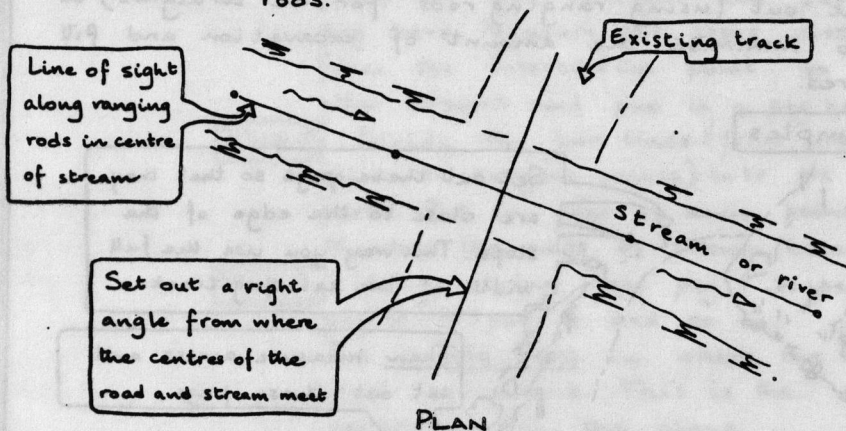 rods.
Existing track
Line of sight
along ranging
rods in centre
of stream
Stream or river
Set out a right
angle from where
the centres of the
road and stream meet
PLAN